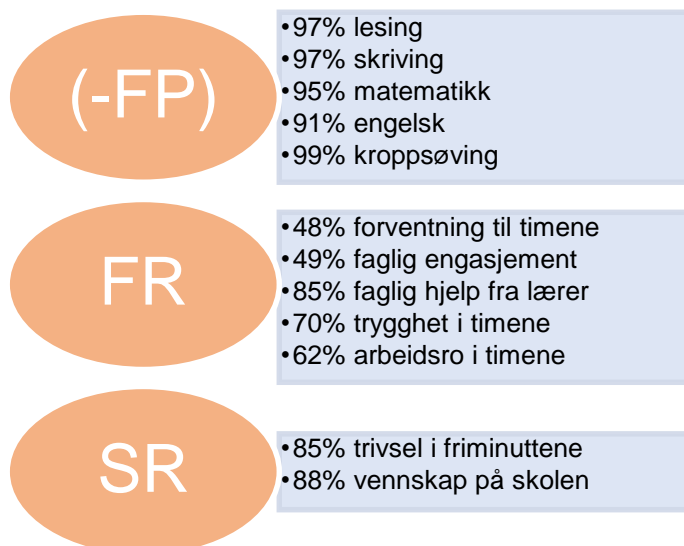 (-FP)
•97% lesing
•97% skriving
•95% matematikk
•91% engelsk
•99% kroppsøving
FR
•48% forventning til timene
•49% faglig engasjement
•85% faglig hjelp fra lærer
•70% trygghet i timene
•62% arbeidsro i timene
SR
•85% trivsel i friminuttene
•88% vennskap på skolen